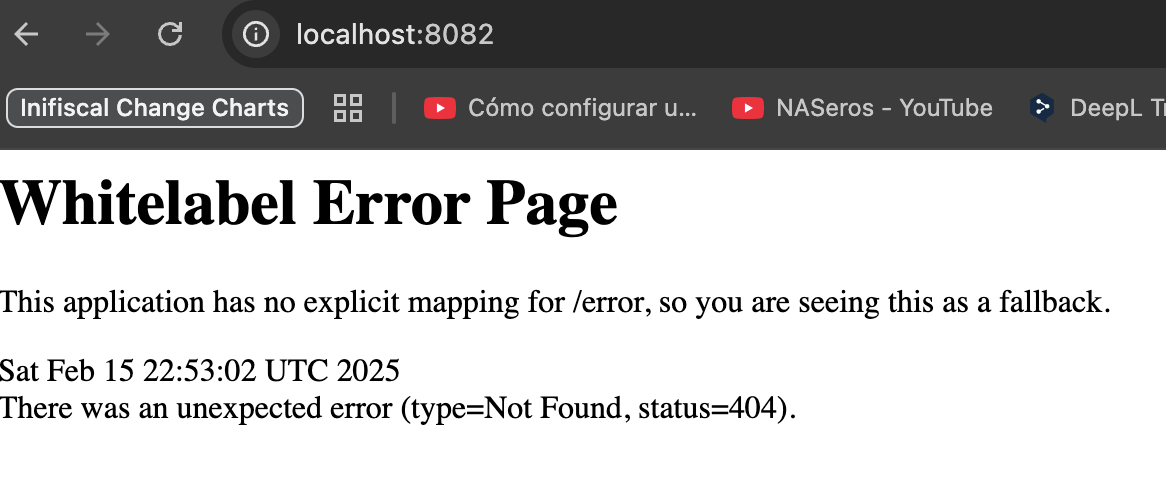 localhost:8082
Inifiscal Change Charts Cómo configurar u... NASeros - YouTube DeepL
Whitelabel Error Page
This application has no explicit mapping for /error, so you are seeing this as a fallback.
Sat Feb 15 22:53:02 UTC 2025
There was an unexpected error (type=Not Found, status=404).